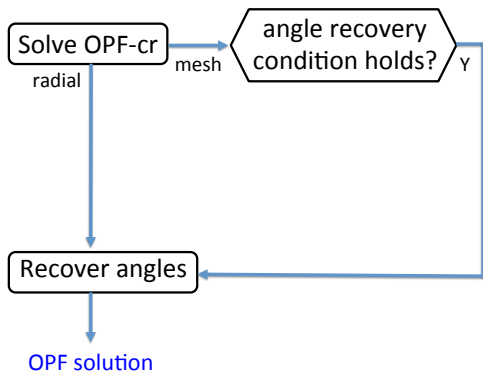 Solve OPF-cr
radial
mesh
angle recovery
condition holds?
Y
Recover angles
OPF solution